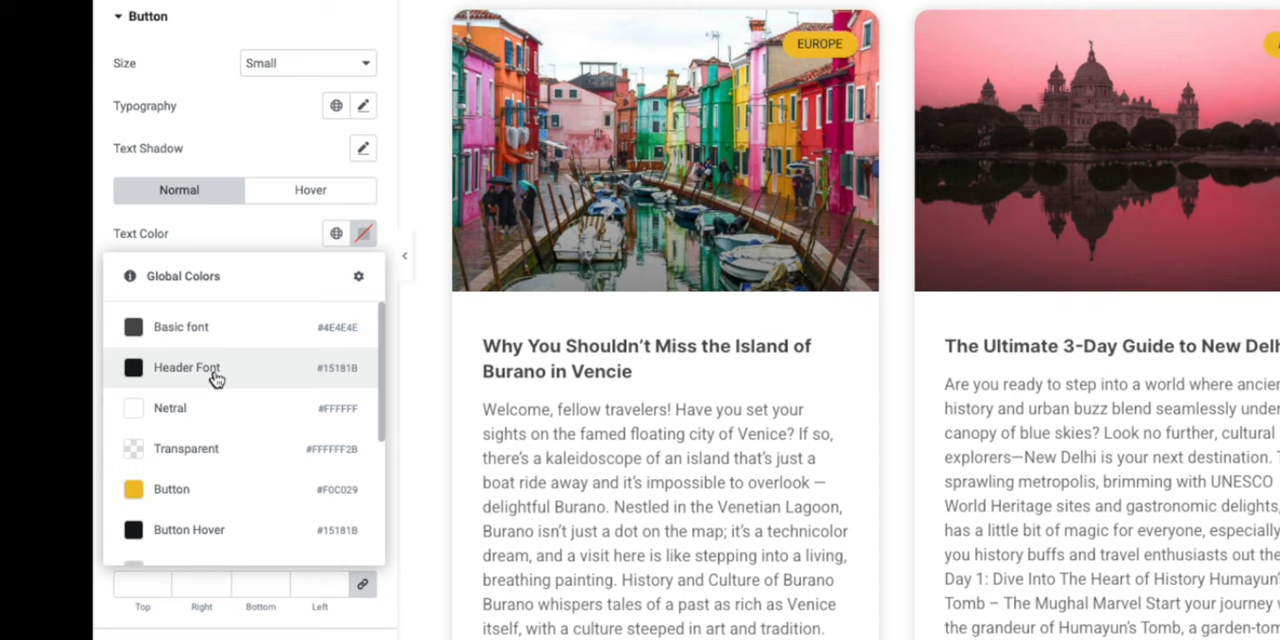 Button
Size
Small
Typography
Text Shadow
Normal
Hover
Text Color
Global Colors
Basic font
#4E4E4E
Header Font
#15181B
Netral
#FFFFFF
Transparent
#FFFFFF2B
Button
#F0C029
Button Hover
#15181B
Top
Right
Bottom
Left
EUROPE
Why You Shouldn't Miss the Island of
Burano in Vencie
Welcome, fellow travelers! Have you set your
sights on the famed floating city of Venice? If so,
there's a kaleidoscope of an island that's just a
boat ride away and it's impossible to overlook —
delightful Burano. Nestled in the Venetian Lagoon,
Burano isn't just a dot on the map; it's a technicolor
dream, and a visit here is like stepping into a living,
breathing painting. History and Culture of Burano
Burano whispers tales of a past as rich as Venice
itself, with a culture steeped in art and tradition.
The Ultimate 3-Day Guide to New Delh
Are you ready to step into a world where ancien
history and urban buzz blend seamlessly under
canopy of blue skies? Look no further, cultural
explorers—New Delhi is your next destination.
sprawling metropolis, brimming with UNESCO
World Heritage sites and gastronomic delights,
has a little bit of magic for everyone, especially
you history buffs and travel enthusiasts out the
Day 1: Dive Into The Heart of History Humayun'
Tomb – The Mughal Marvel Start your journey
the grandeur of Humayun's Tomb, a garden-tom